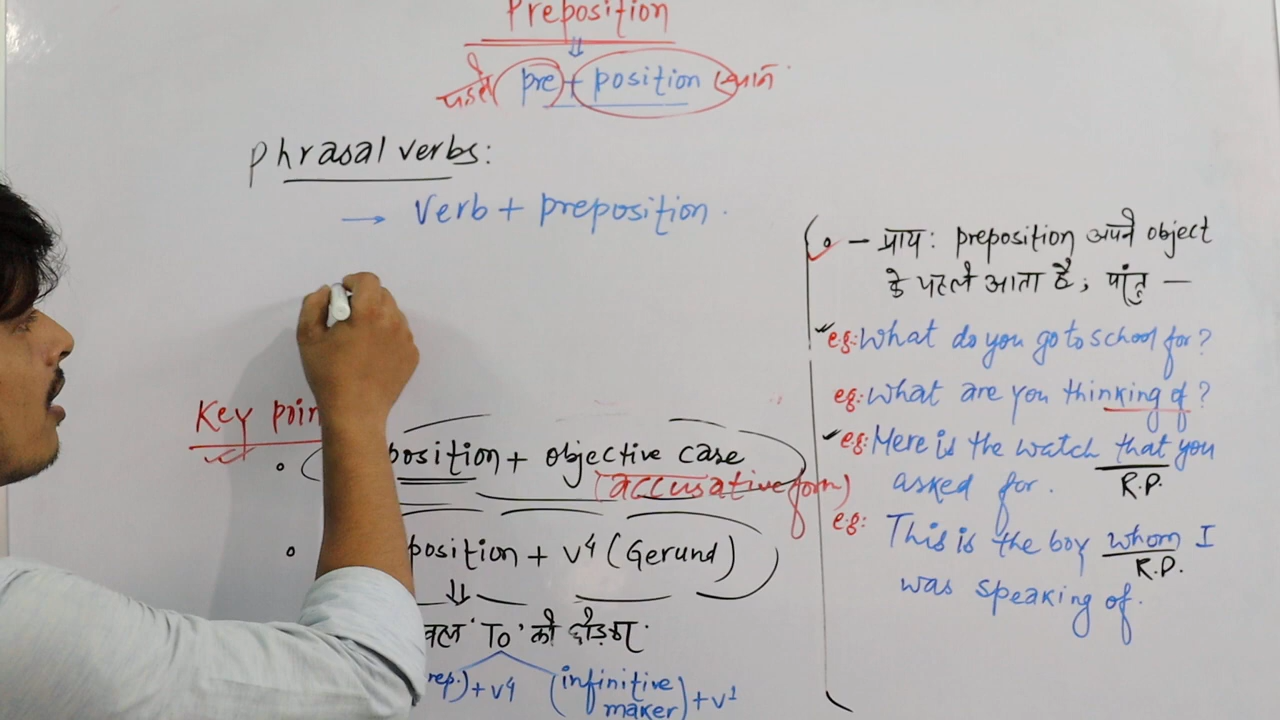 Preposition
पहले pre + position स्थान
Phrasal verbs:
→ Verb + preposition.
Key poin
position + objective case
(accusative form)
position + v4 (Gerund)
'To' को छोड़कर
rep.) + v4 (infinitive maker) + v1
- प्राय: preposition अपने object
के पहले आता है; परंतु —
eg: What do you go to school for?
eg: What are you thinking of?
eg: Here is the watch that you
R.P.
asked for.
eg: This is the boy whom I
R.P.
was speaking of.